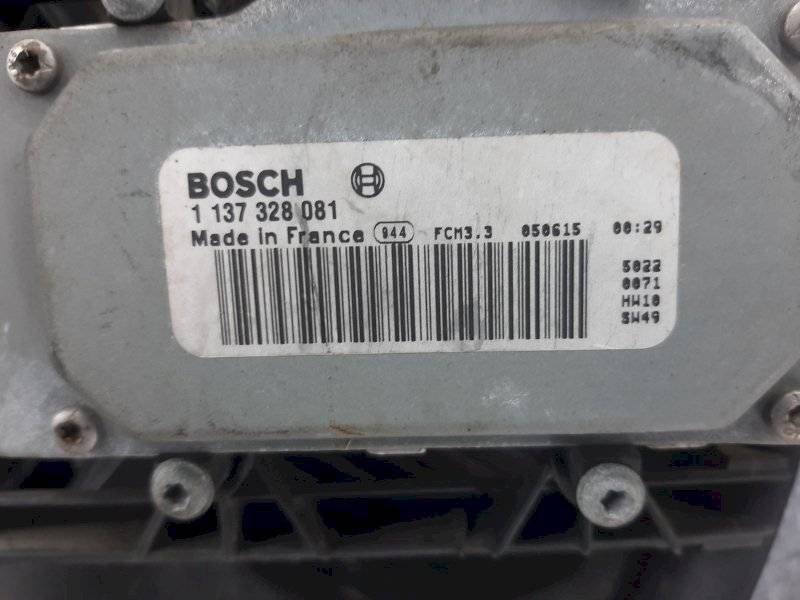 BOSCH
1 137 328 081
Made in France 944 FCM3.3 050615 00:29
5022
0071
HW10
SW49